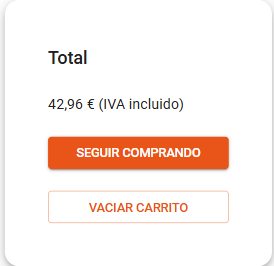 Total
42,96 € (IVA incluido)
SEGUIR COMPRANDO
VACIAR CARRITO